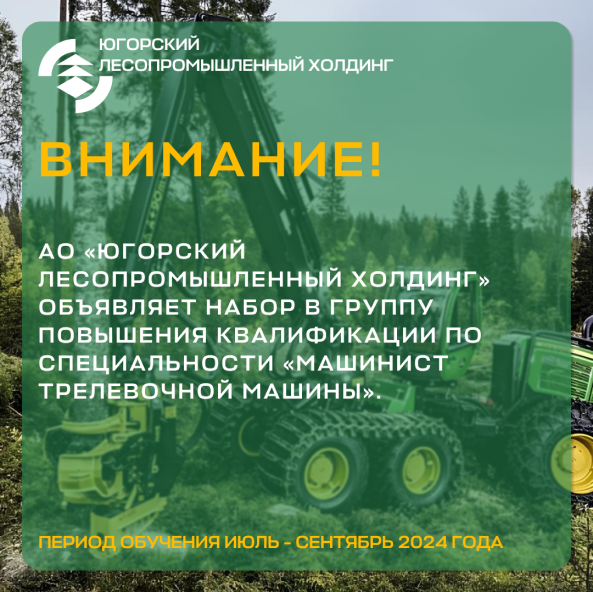 ЮГОРСКИЙ
ЛЕСОПРОМЫШЛЕННЫЙ ХОЛДИНГ
ВНИМАНИЕ!
АО «ЮГОРСКИЙ
ЛЕСОПРОМЫШЛЕННЫЙ ХОЛДИНГ»
ОБЪЯВЛЯЕТ НАБОР В ГРУППУ
ПОВЫШЕНИЯ КВАЛИФИКАЦИИ ПО
СПЕЦИАЛЬНОСТИ «МАШИНИСТ
ТРЕЛЕВОЧНОЙ МАШИНЫ».
ПЕРИОД ОБУЧЕНИЯ ИЮЛЬ - СЕНТЯБРЬ 2024 ГОДА